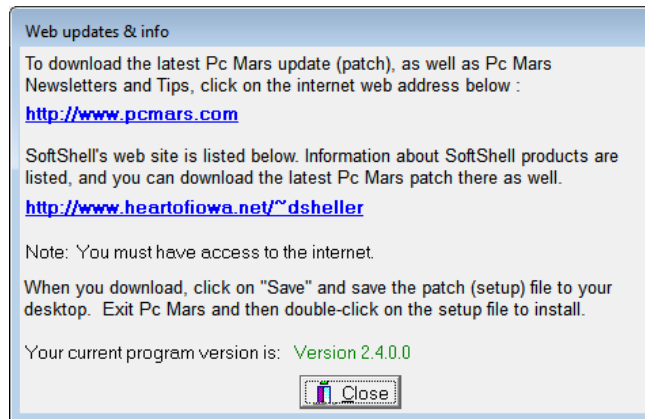 Web updates & info
To download the latest Pc Mars update (patch), as well as Pc Mars
Newsletters and Tips, click on the internet web address below :
http://www.pcmars.com
SoftShell's web site is listed below. Information about SoftShell products are
listed, and you can download the latest Pc Mars patch there as well.
http://www.heartofiowa.net/~dsheller
Note: You must have access to the internet.
When you download, click on "Save" and save the patch (setup) file to your
desktop. Exit Pc Mars and then double-click on the setup file to install.
Your current program version is: Version 2.4.0.0
Close